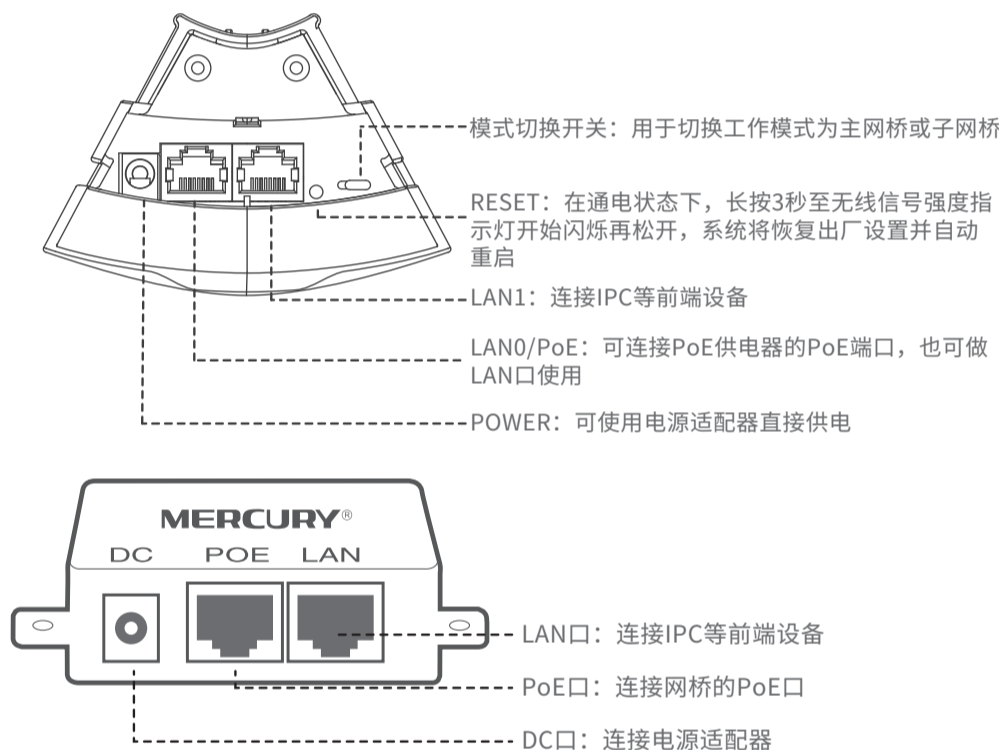 模式切换开关：用于切换工作模式为主网桥或子网桥
RESET：在通电状态下，长按3秒至无线信号强度指
示灯开始闪烁再松开，系统将恢复出厂设置并自动
重启
LAN1：连接IPC等前端设备
LAN0/PoE：可连接PoE供电器的PoE端口，也可做
LAN口使用
POWER：可使用电源适配器直接供电
MERCURY®
DC POE LAN
LAN口：连接IPC等前端设备
PoE口：连接网桥的PoE口
DC口：连接电源适配器